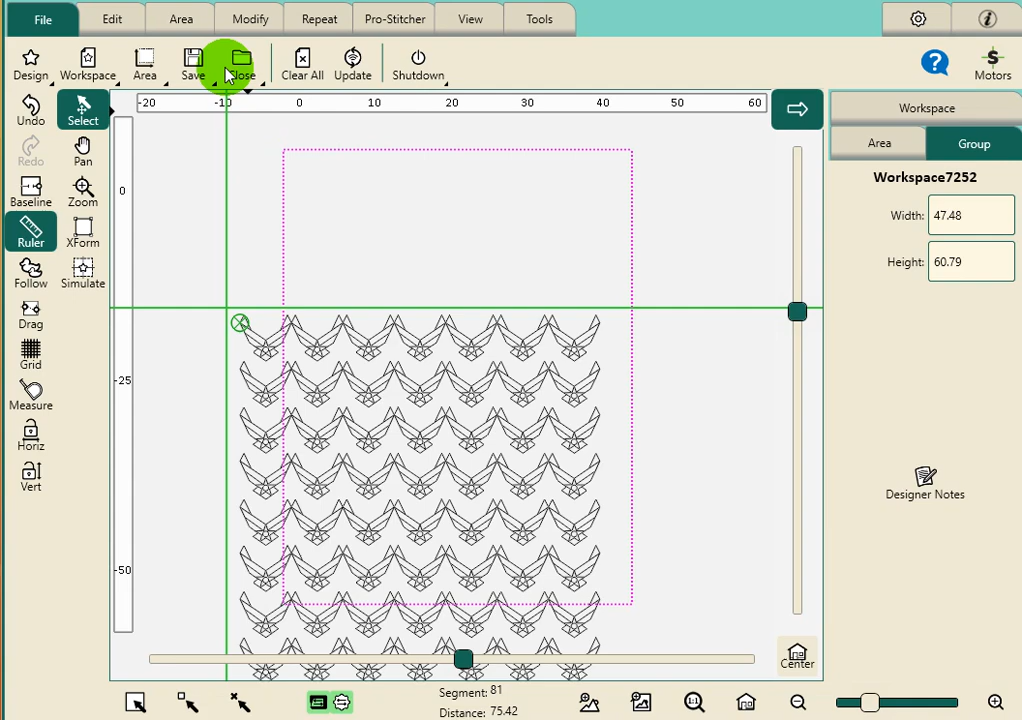 File Edit Area Modify Repeat Pro-Stitcher View Tools
Design Workspace Area Save Close Clear All Update Shutdown Motors
Undo Select
Redo Pan
Baseline Zoom
Ruler XForm
Follow Simulate
Drag
Grid
Measure
Horiz
Vert
-20 -10 0 10 20 30 40 50 60
0
-25
-50
Center
Workspace
Area Group
Workspace7252
Width: 47.48
Height: 60.79
Designer Notes
Segment: 81
Distance: 75.42
1:1